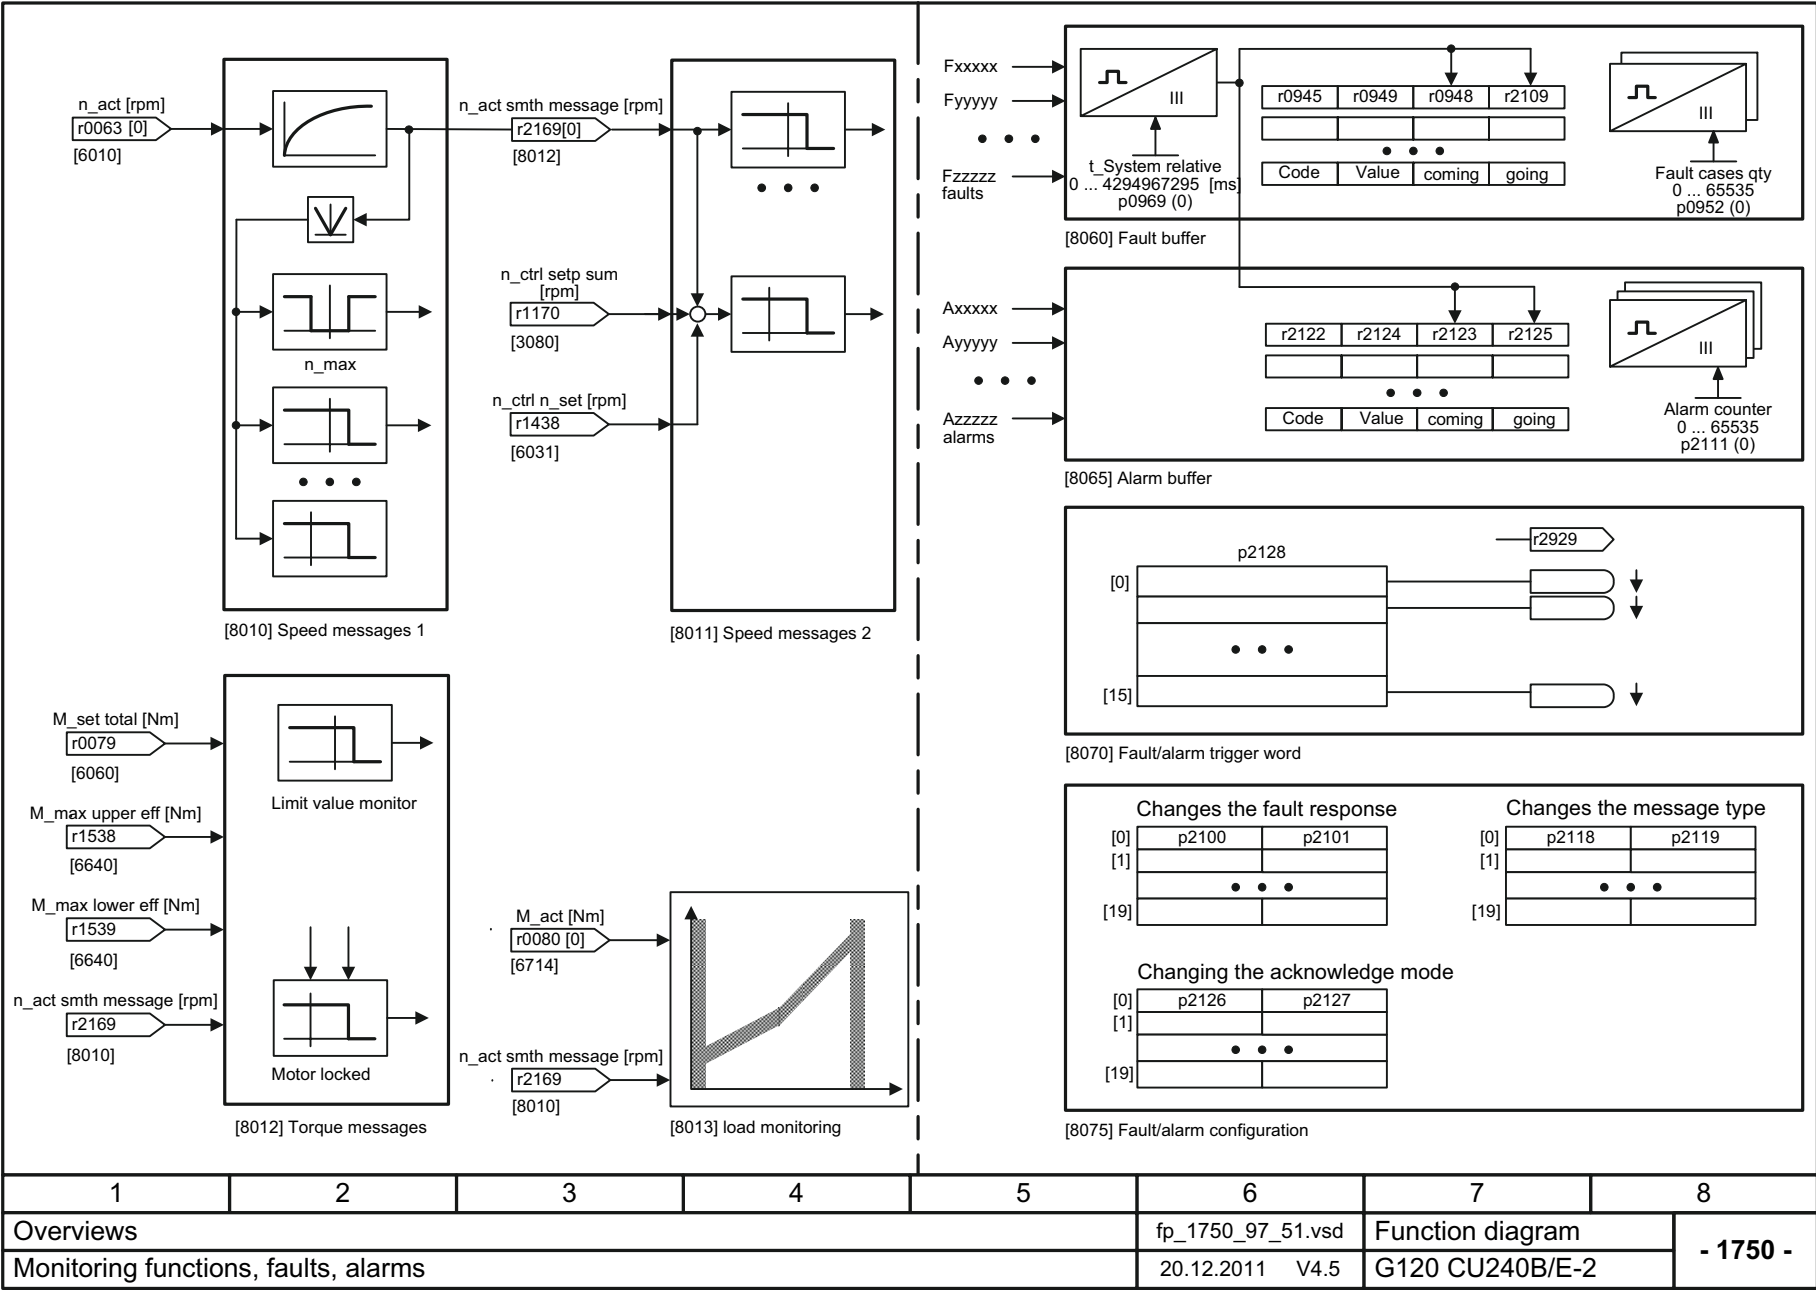 n_act [rpm]
r0063 [0]
[6010]
n_max
[8010] Speed messages 1
n_act smth message [rpm]
r2169[0]
[8012]
n_ctrl setp sum
[rpm]
r1170
[3080]
n_ctrl n_set [rpm]
r1438
[6031]
[8011] Speed messages 2
M_set total [Nm]
r0079
[6060]
M_max upper eff [Nm]
r1538
[6640]
M_max lower eff [Nm]
r1539
[6640]
n_act smth message [rpm]
r2169
[8010]
Limit value monitor
Motor locked
[8012] Torque messages
M_act [Nm]
r0080 [0]
[6714]
n_act smth message [rpm]
r2169
[8010]
[8013] load monitoring
Fxxxxx
Fyyyyy
Fzzzzz
faults
III
t_System relative
0 ... 4294967295 [ms]
p0969 (0)
r0945 r0949 r0948 r2109
Code Value coming going
III
Fault cases qty
0 ... 65535
p0952 (0)
[8060] Fault buffer
Axxxxx
Ayyyyy
Azzzzz
alarms
r2122 r2124 r2123 r2125
Code Value coming going
III
Alarm counter
0 ... 65535
p2111 (0)
[8065] Alarm buffer
p2128
[0]
[15]
r2929
[8070] Fault/alarm trigger word
Changes the fault response
[0] p2100 p2101
[1]
[19]
Changes the message type
[0] p2118 p2119
[1]
[19]
Changing the acknowledge mode
[0] p2126 p2127
[1]
[19]
[8075] Fault/alarm configuration
1 2 3 4 5 6 7 8
Overviews
Monitoring functions, faults, alarms
fp_1750_97_51.vsd
20.12.2011 V4.5
Function diagram
G120 CU240B/E-2
- 1750 -